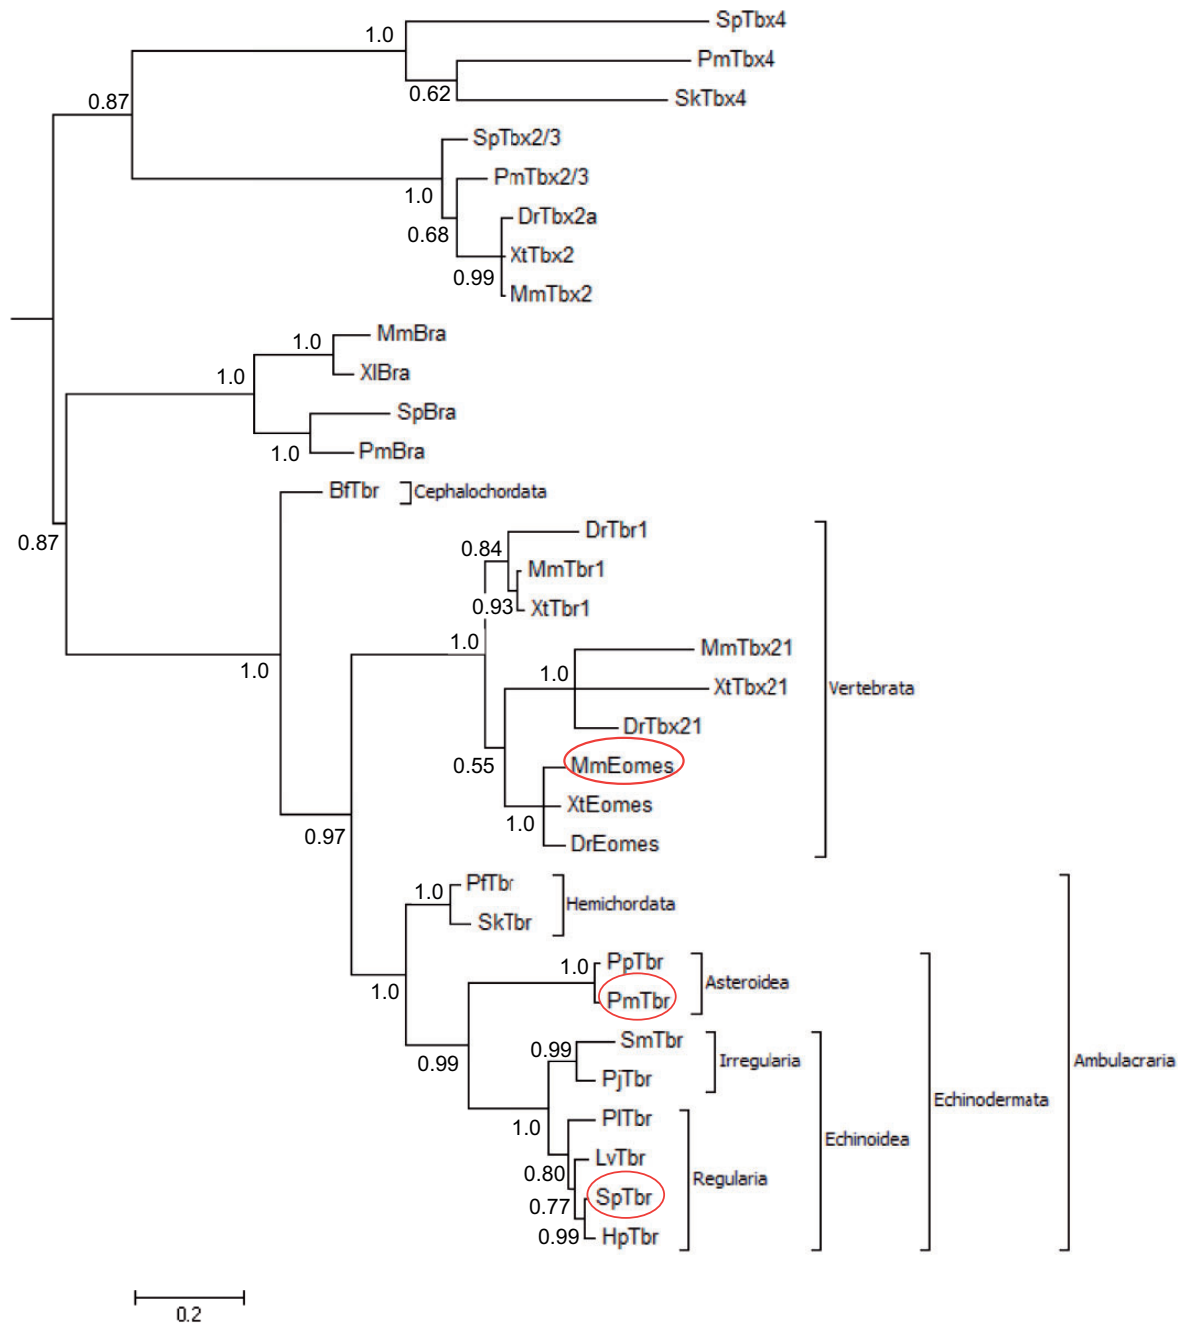 SpTbx4
1.0
PmTbx4
0.62
SkTbx4
0.87
SpTbx2/3
PmTbx2/3
1.0
DrTbx2a
0.68
XtTbx2
0.99
MmTbx2
MmBra
1.0
XlBra
1.0
SpBra
1.0
PmBra
BfTbr
Cephalochordata
DrTbr1
0.87
0.84
MmTbr1
0.93
XtTbr1
1.0
MmTbx21
1.0
1.0
XtTbx21
Vertebrata
DrTbx21
0.55
MmEomes
XtEomes
1.0
0.97
DrEomes
PfTbr
1.0
Hemichordata
SkTbr
PpTbr
1.0
Asteroidea
1.0
PmTbr
SmTbr
0.99
0.99
Irregularia
Ambulacraria
PjTbr
Echinodermata
PlTbr
1.0
Echinoidea
LvTbr
0.80
Regularia
SpTbr
0.77
0.99
HpTbr
0.2